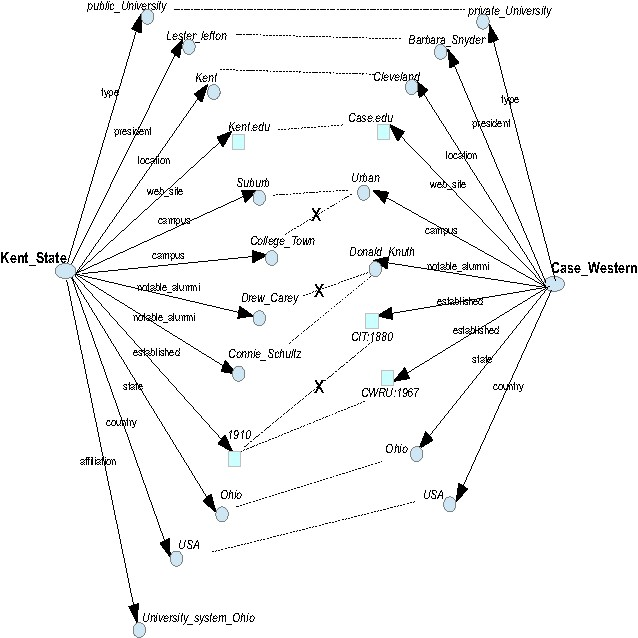 public_University
private_University
Lester_lefton
Barbara_Snyder
Kent
Cleveland
type
type
president
president
Kent.edu
Case.edu
location
location
web_site
web_site
Suburb
Urban
campus
X
campus
College_Town
Kent_State
campus
Donald_Knuth
Case_Western
notable_alumni
notable_alumni
X
Drew_Carey
established
notable_alumni
CIT:1880
established
established
Connie_Schultz
state
state
X
CWRU:1967
country
country
1910
Ohio
affiliation
Ohio
USA
USA
University_system_Ohio